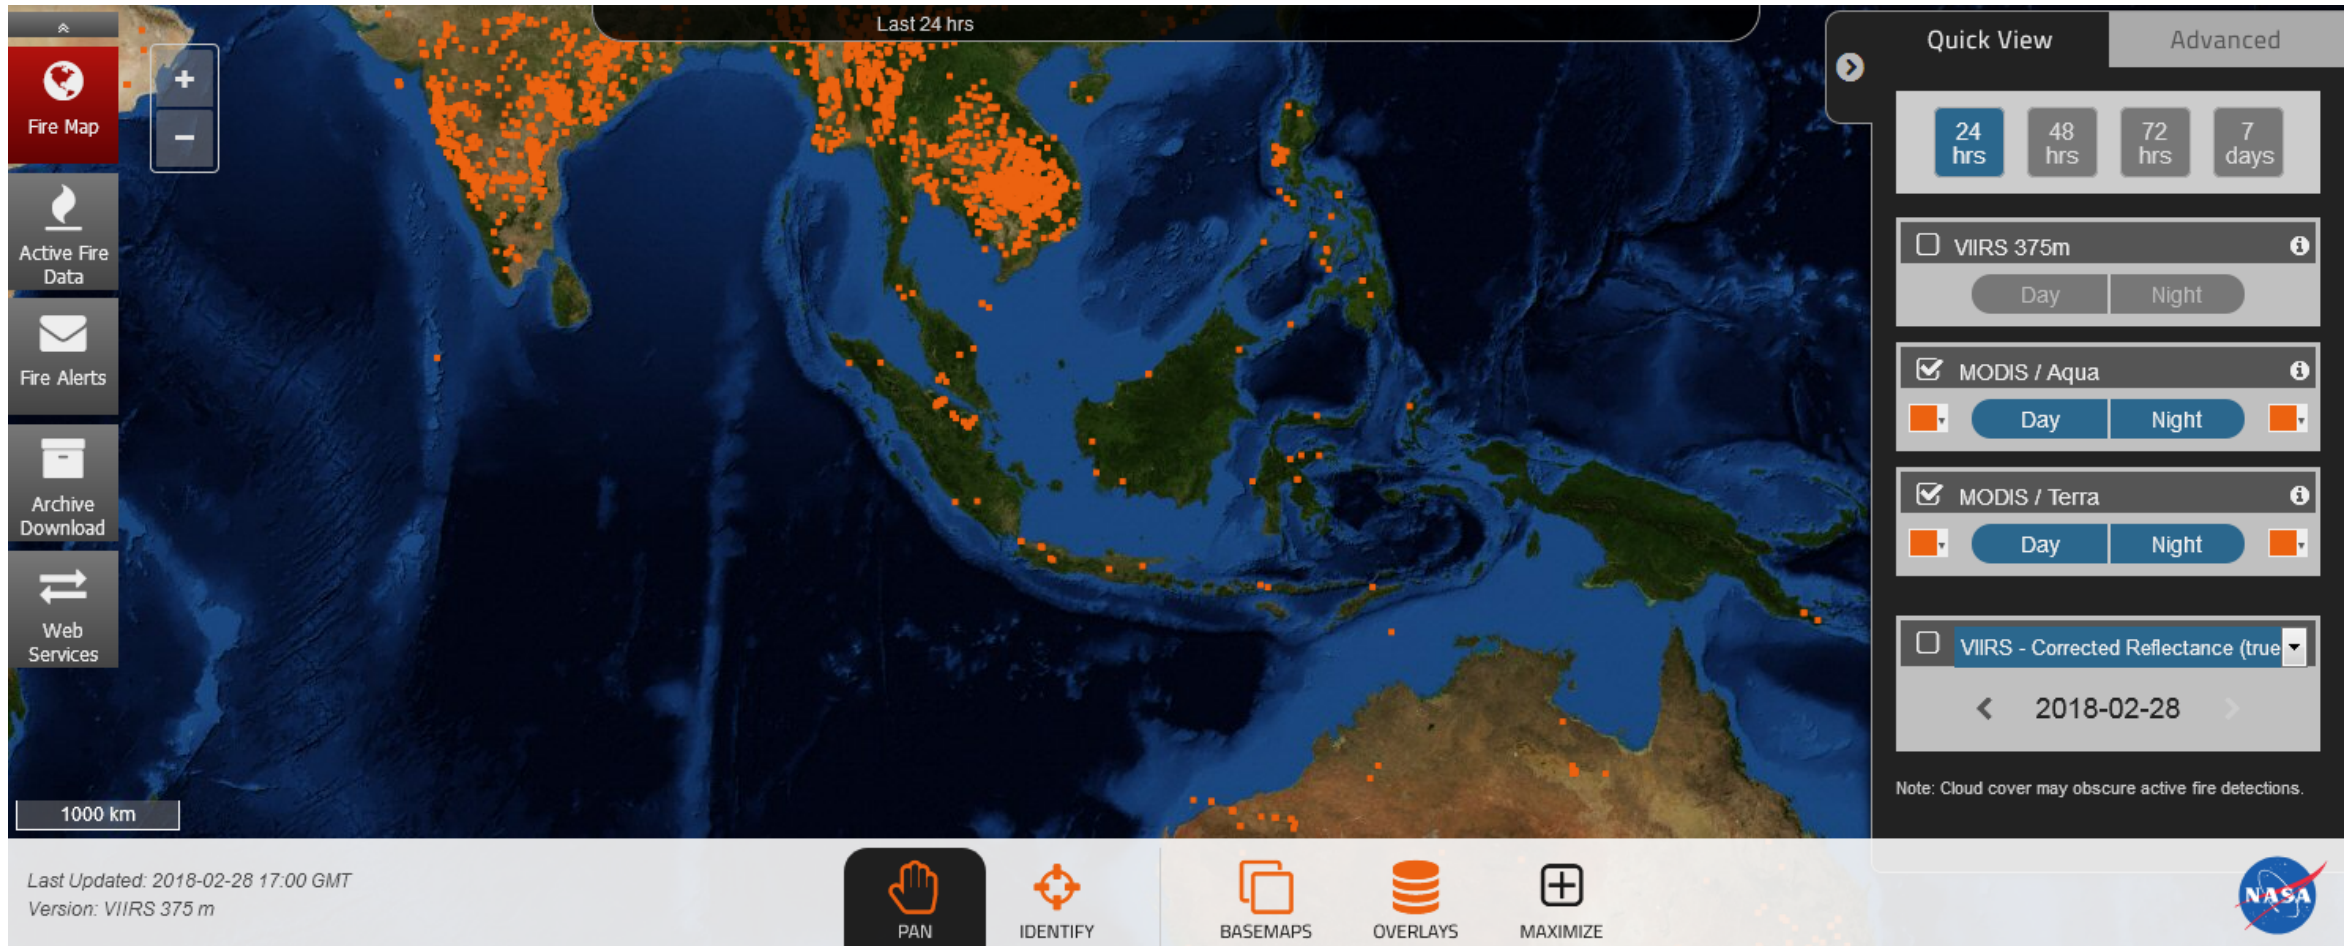 Last 24 hrs
Fire Map
+
−
Active Fire
Data
Fire Alerts
Archive
Download
Web
Services
1000 km
Quick View
Advanced
24
hrs
48
hrs
72
hrs
7
days
VIIRS 375m
Day
Night
MODIS / Aqua
Day
Night
MODIS / Terra
Day
Night
VIIRS - Corrected Reflectance (true
2018-02-28
Note: Cloud cover may obscure active fire detections.
Last Updated: 2018-02-28 17:00 GMT
Version: VIIRS 375 m
PAN
IDENTIFY
BASEMAPS
OVERLAYS
MAXIMIZE
NASA